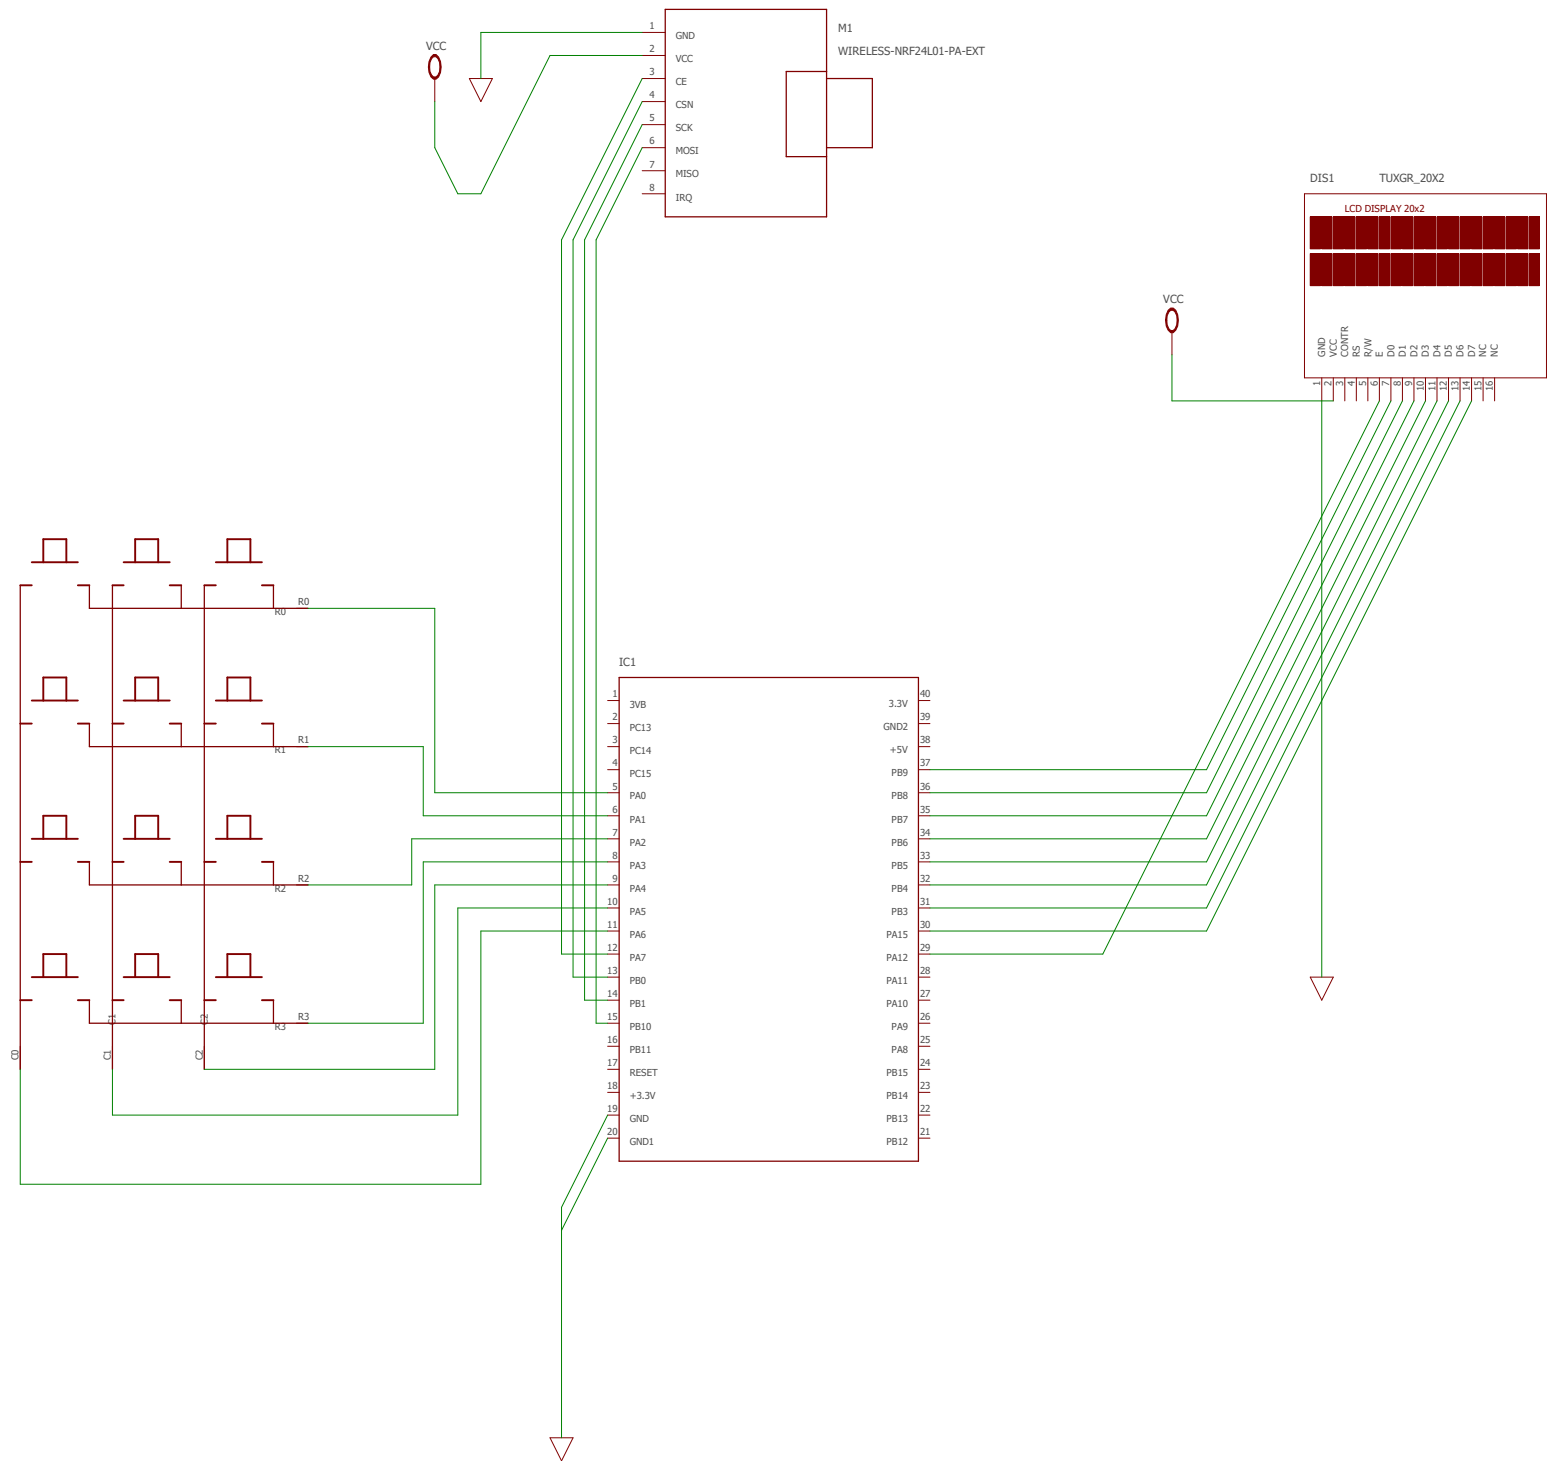 M1
WIRELESS-NRF24L01-PA-EXT
1 GND
2 VCC
3 CE
4 CSN
5 SCK
6 MOSI
7 MISO
8 IRQ
VCC
DIS1 TUXGR_20X2
LCD DISPLAY 20x2
VCC
GND VCC CONTR RS R/W E D0 D1 D2 D3 D4 D5 D6 D7 NC NC
1 2 3 4 5 6 7 8 9 10 11 12 13 14 15 16
R0
R0
R1
R1
R2
R2
R3
R3
C1 C2
C0 C1 C2
IC1
1 3VB 3.3V 40
2 PC13 GND2 39
3 PC14 +5V 38
4 PC15 PB9 37
5 PA0 PB8 36
6 PA1 PB7 35
7 PA2 PB6 34
8 PA3 PB5 33
9 PA4 PB4 32
10 PA5 PB3 31
11 PA6 PA15 30
12 PA7 PA12 29
13 PB0 PA11 28
14 PB1 PA10 27
15 PB10 PA9 26
16 PB11 PA8 25
17 RESET PB15 24
18 +3.3V PB14 23
19 GND PB13 22
20 GND1 PB12 21